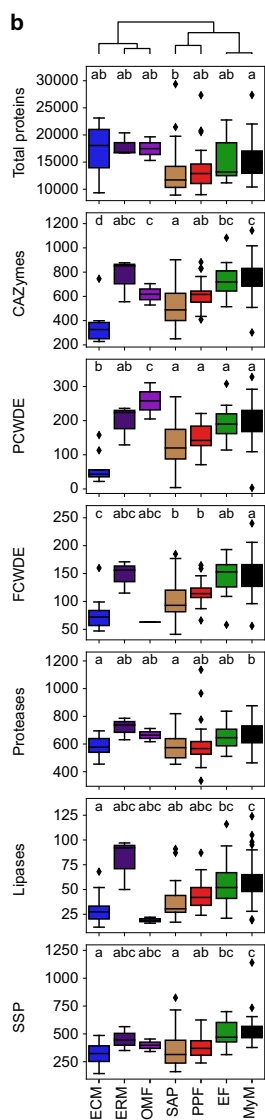 b
ab ab ab b ab ab a
Total proteins
30000
25000
20000
15000
10000
d abc c a ab bc c
CAZymes
1200
1000
800
600
400
200
b abc c a ab abc abc
PCWDE
300
200
100
0
c abc abc b b a a
FCWDE
250
200
150
100
50
a ab ab a a ab b
Proteases
1400
1200
1000
800
600
400
a abc abc ab abc bc c
Lipases
125
100
75
50
25
a abc abc a ab bc c
SSP
1250
1000
750
500
250
ECM ERM OMF SAP PPF EF MyM